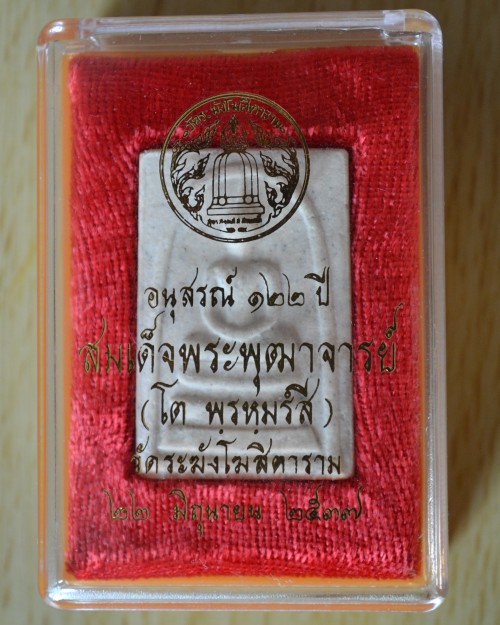 อนุสรณ์ ๑๒๒ ปี
สมเด็จพระพุฒาจารย์
(โต พฺรหฺมรํสี)
วัดระฆังโฆสิตาราม
๒๒ มิถุนายน ๒๕๓๗